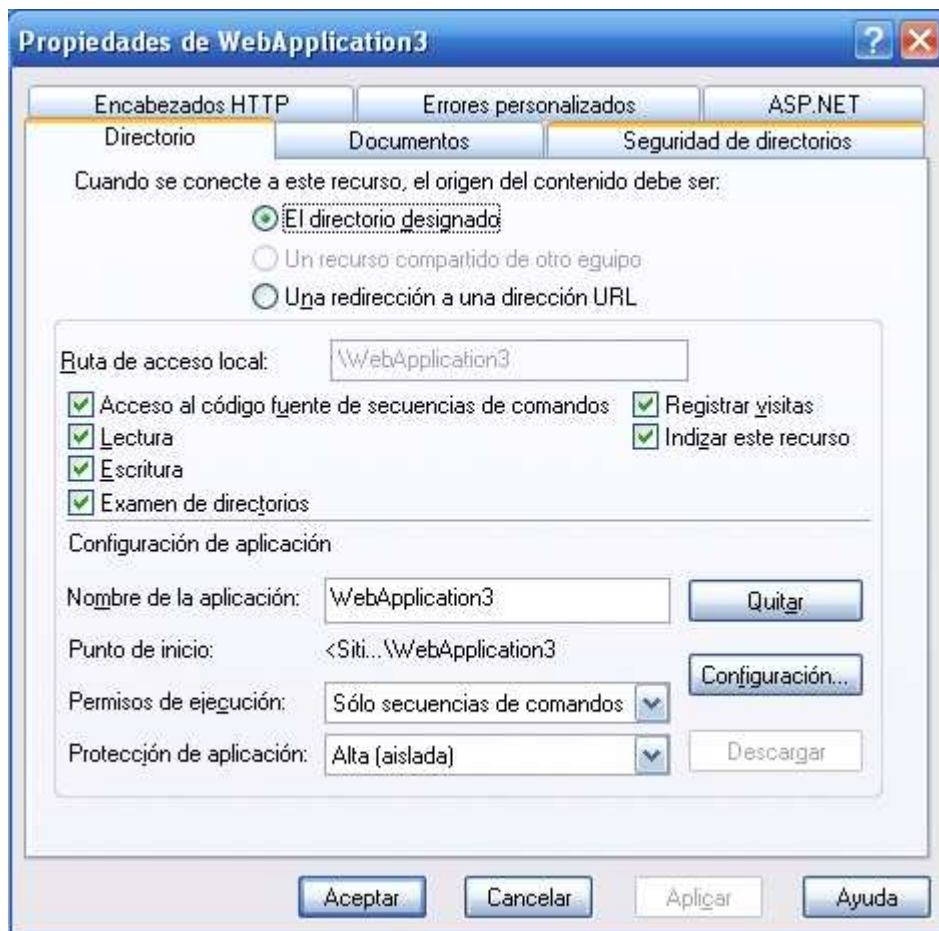 Propiedades de WebApplication3
Encabezados HTTP Errores personalizados ASP.NET
Directorio Documentos Seguridad de directorios
Cuando se conecte a este recurso, el origen del contenido debe ser:
El directorio designado
Un recurso compartido de otro equipo
Una redirección a una dirección URL
Ruta de acceso local: \WebApplication3
Acceso al código fuente de secuencias de comandos Registrar visitas
Lectura Indizar este recurso
Escritura
Examen de directorios
Configuración de aplicación
Nombre de la aplicación: WebApplication3 Quitar
Punto de inicio: <Siti...\WebApplication3
Configuración...
Permisos de ejecución: Sólo secuencias de comandos
Protección de aplicación: Alta (aislada) Descargar
Aceptar Cancelar Aplicar Ayuda